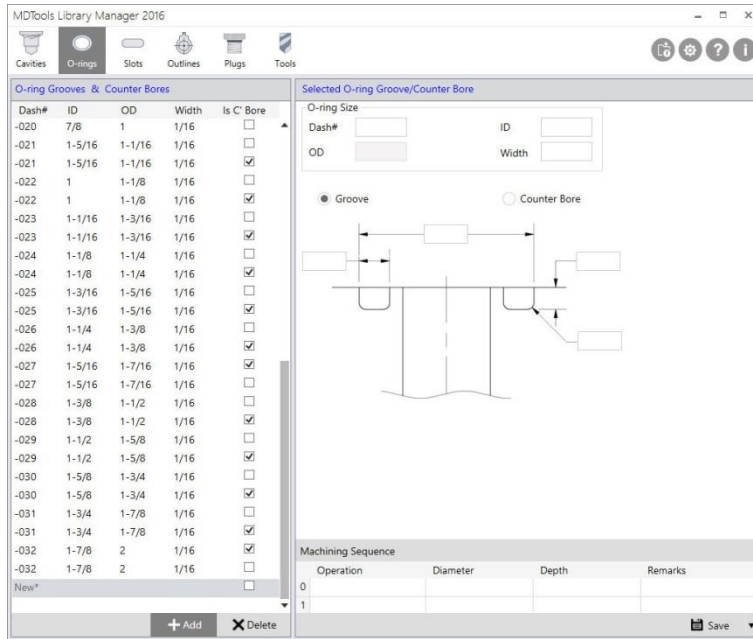 MDTools Library Manager 2016
Cavities O-rings Slots Outlines Plugs Tools
O-ring Grooves & Counter Bores
Dash# ID OD Width Is C' Bore
-020 7/8 1 1/16
-021 1-5/16 1-1/16 1/16
-021 1-5/16 1-1/16 1/16
-022 1 1-1/8 1/16
-022 1 1-1/8 1/16
-023 1-1/16 1-3/16 1/16
-023 1-1/16 1-3/16 1/16
-024 1-1/8 1-1/4 1/16
-024 1-1/8 1-1/4 1/16
-025 1-3/16 1-5/16 1/16
-025 1-3/16 1-5/16 1/16
-026 1-1/4 1-3/8 1/16
-026 1-1/4 1-3/8 1/16
-027 1-5/16 1-7/16 1/16
-027 1-5/16 1-7/16 1/16
-028 1-3/8 1-1/2 1/16
-028 1-3/8 1-1/2 1/16
-029 1-1/2 1-5/8 1/16
-029 1-1/2 1-5/8 1/16
-030 1-5/8 1-3/4 1/16
-030 1-5/8 1-3/4 1/16
-031 1-3/4 1-7/8 1/16
-031 1-3/4 1-7/8 1/16
-032 1-7/8 2 1/16
-032 1-7/8 2 1/16
New*
+ Add X Delete
Selected O-ring Groove/Counter Bore
O-ring Size
Dash# ID
OD Width
Groove Counter Bore
Machining Sequence
Operation Diameter Depth Remarks
0
1
Save